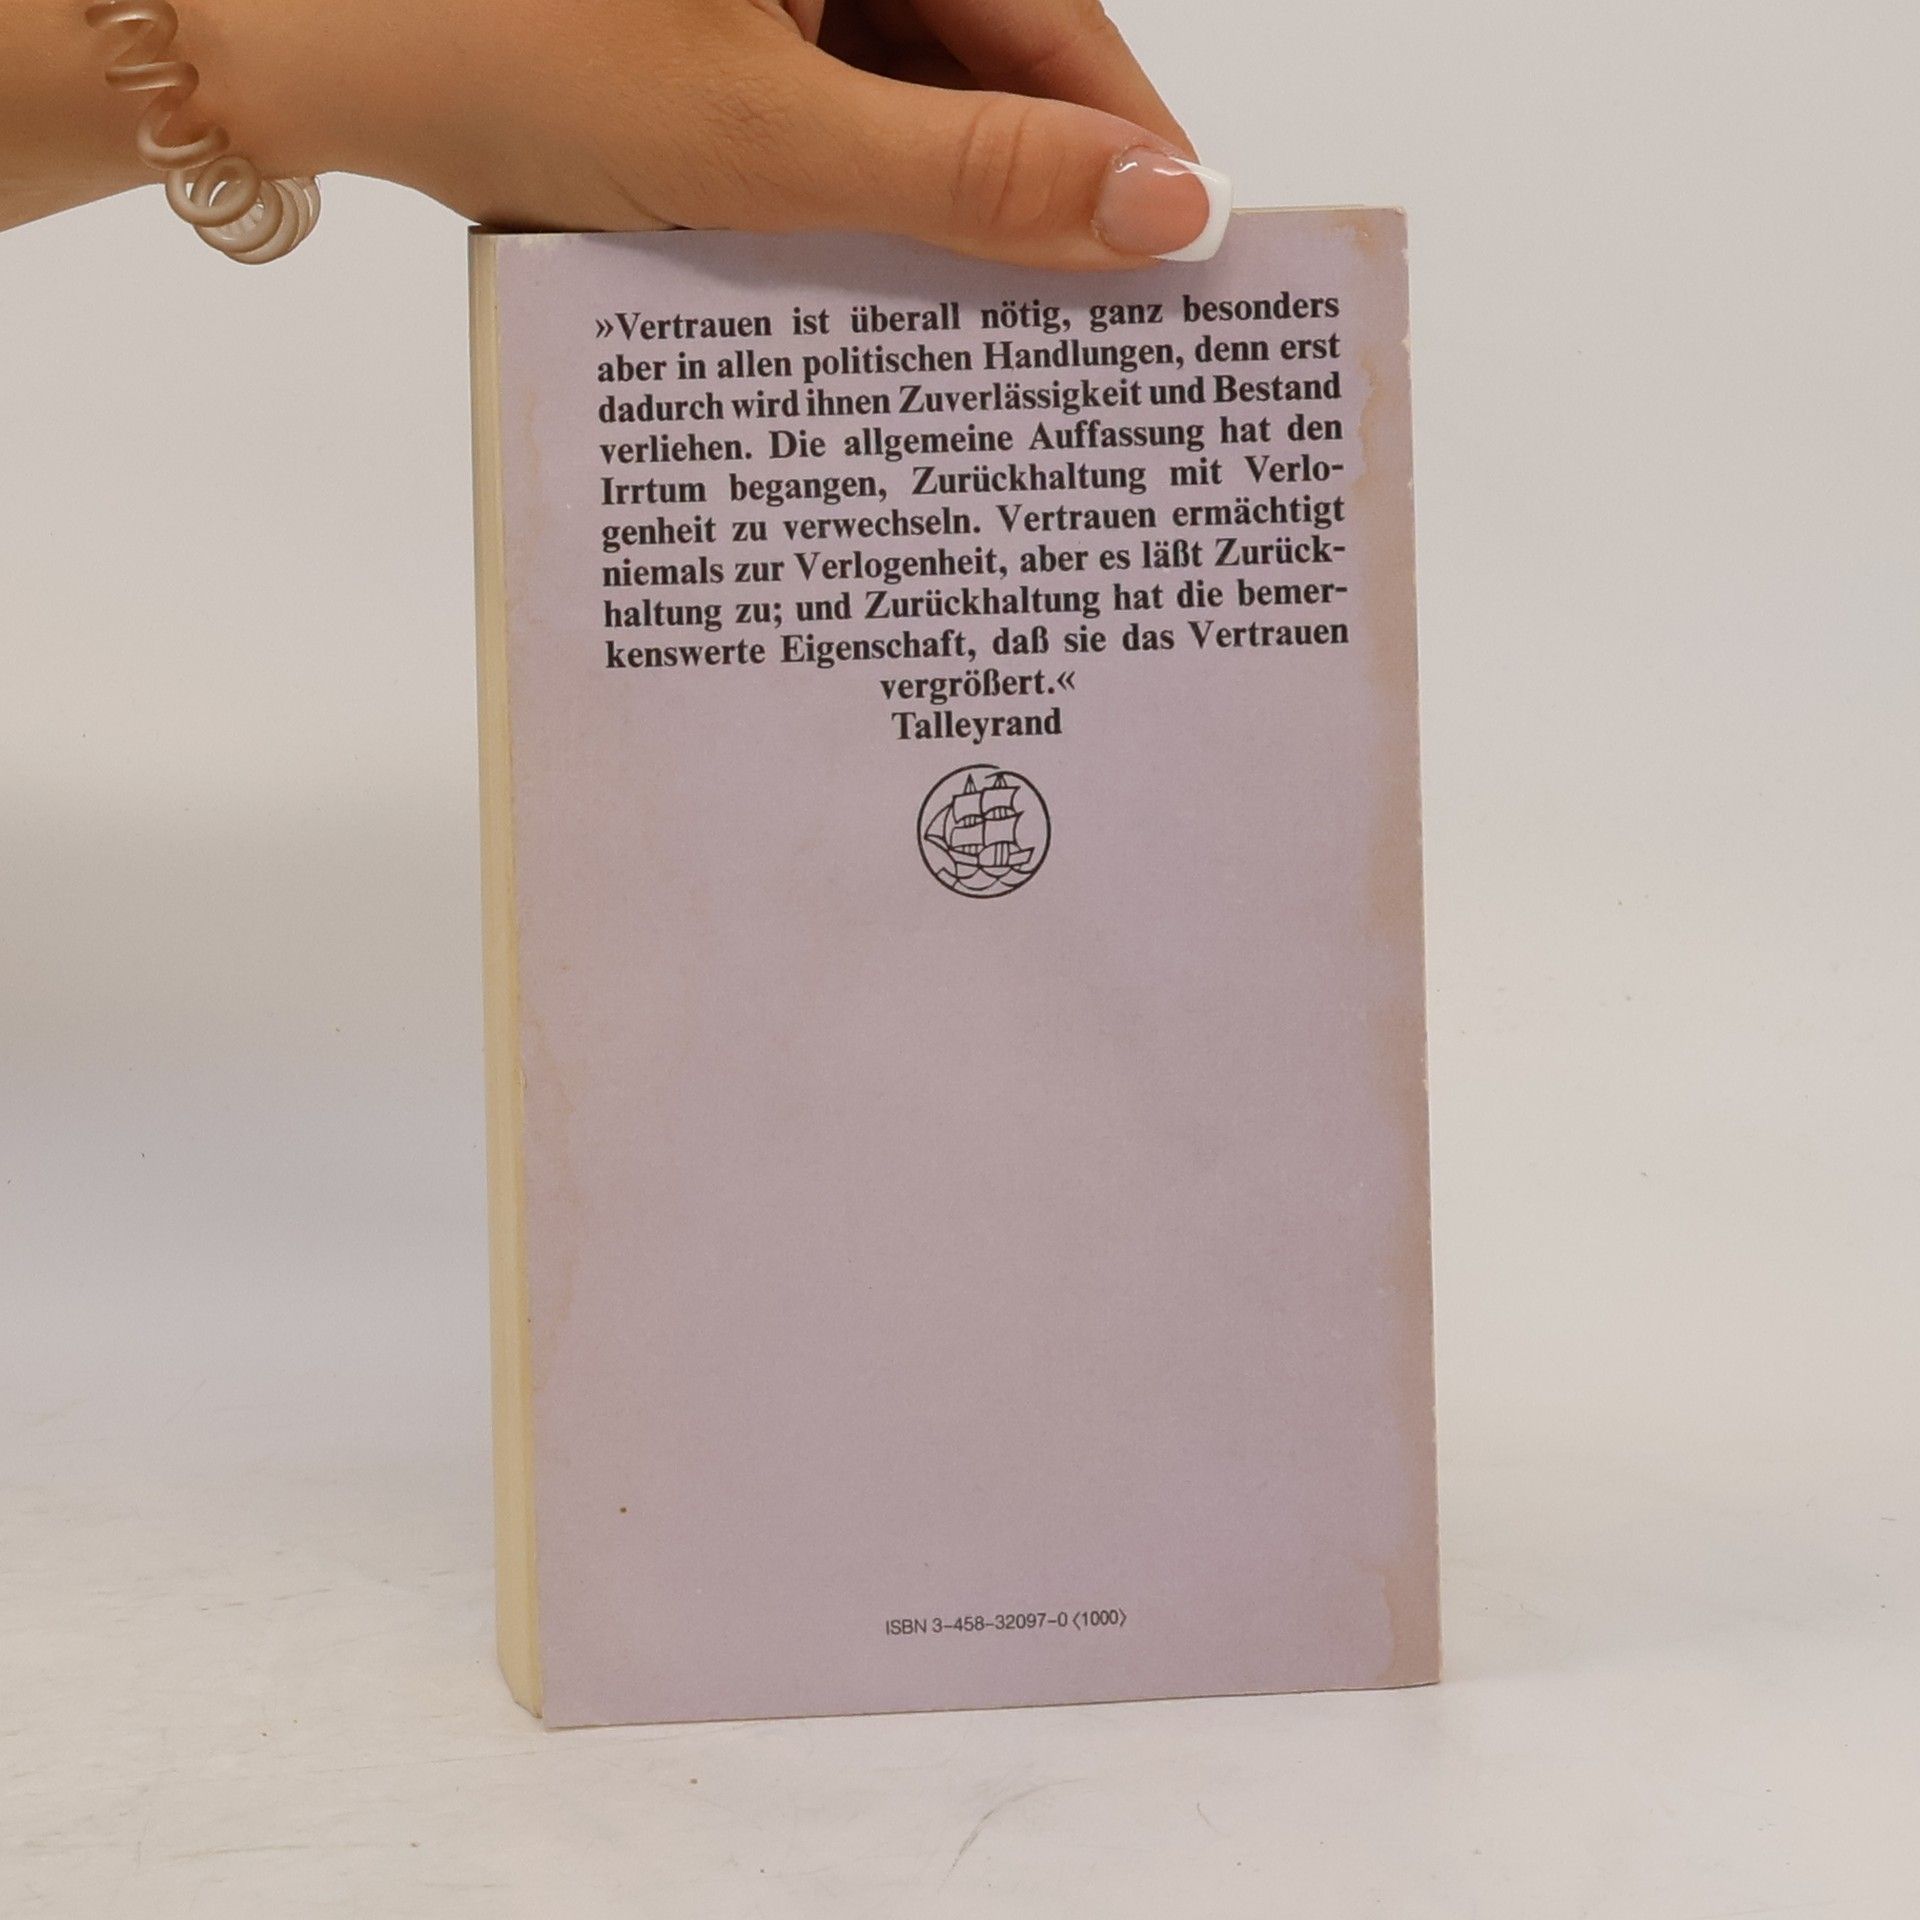 »Vertrauen ist überall nötig, ganz besonders
aber in allen politischen Handlungen, denn erst
dadurch wird ihnen Zuverlässigkeit und Bestand
verliehen. Die allgemeine Auffassung hat den
Irrtum begangen, Zurückhaltung mit Verlo-
genheit zu verwechseln. Vertrauen ermächtigt
niemals zur Verlogenheit, aber es läßt Zurück-
haltung zu; und Zurückhaltung hat die bemer-
kenswerte Eigenschaft, daß sie das Vertrauen
vergrößert.«
Talleyrand
ISBN 3–458–32097–0 ⟨1000⟩